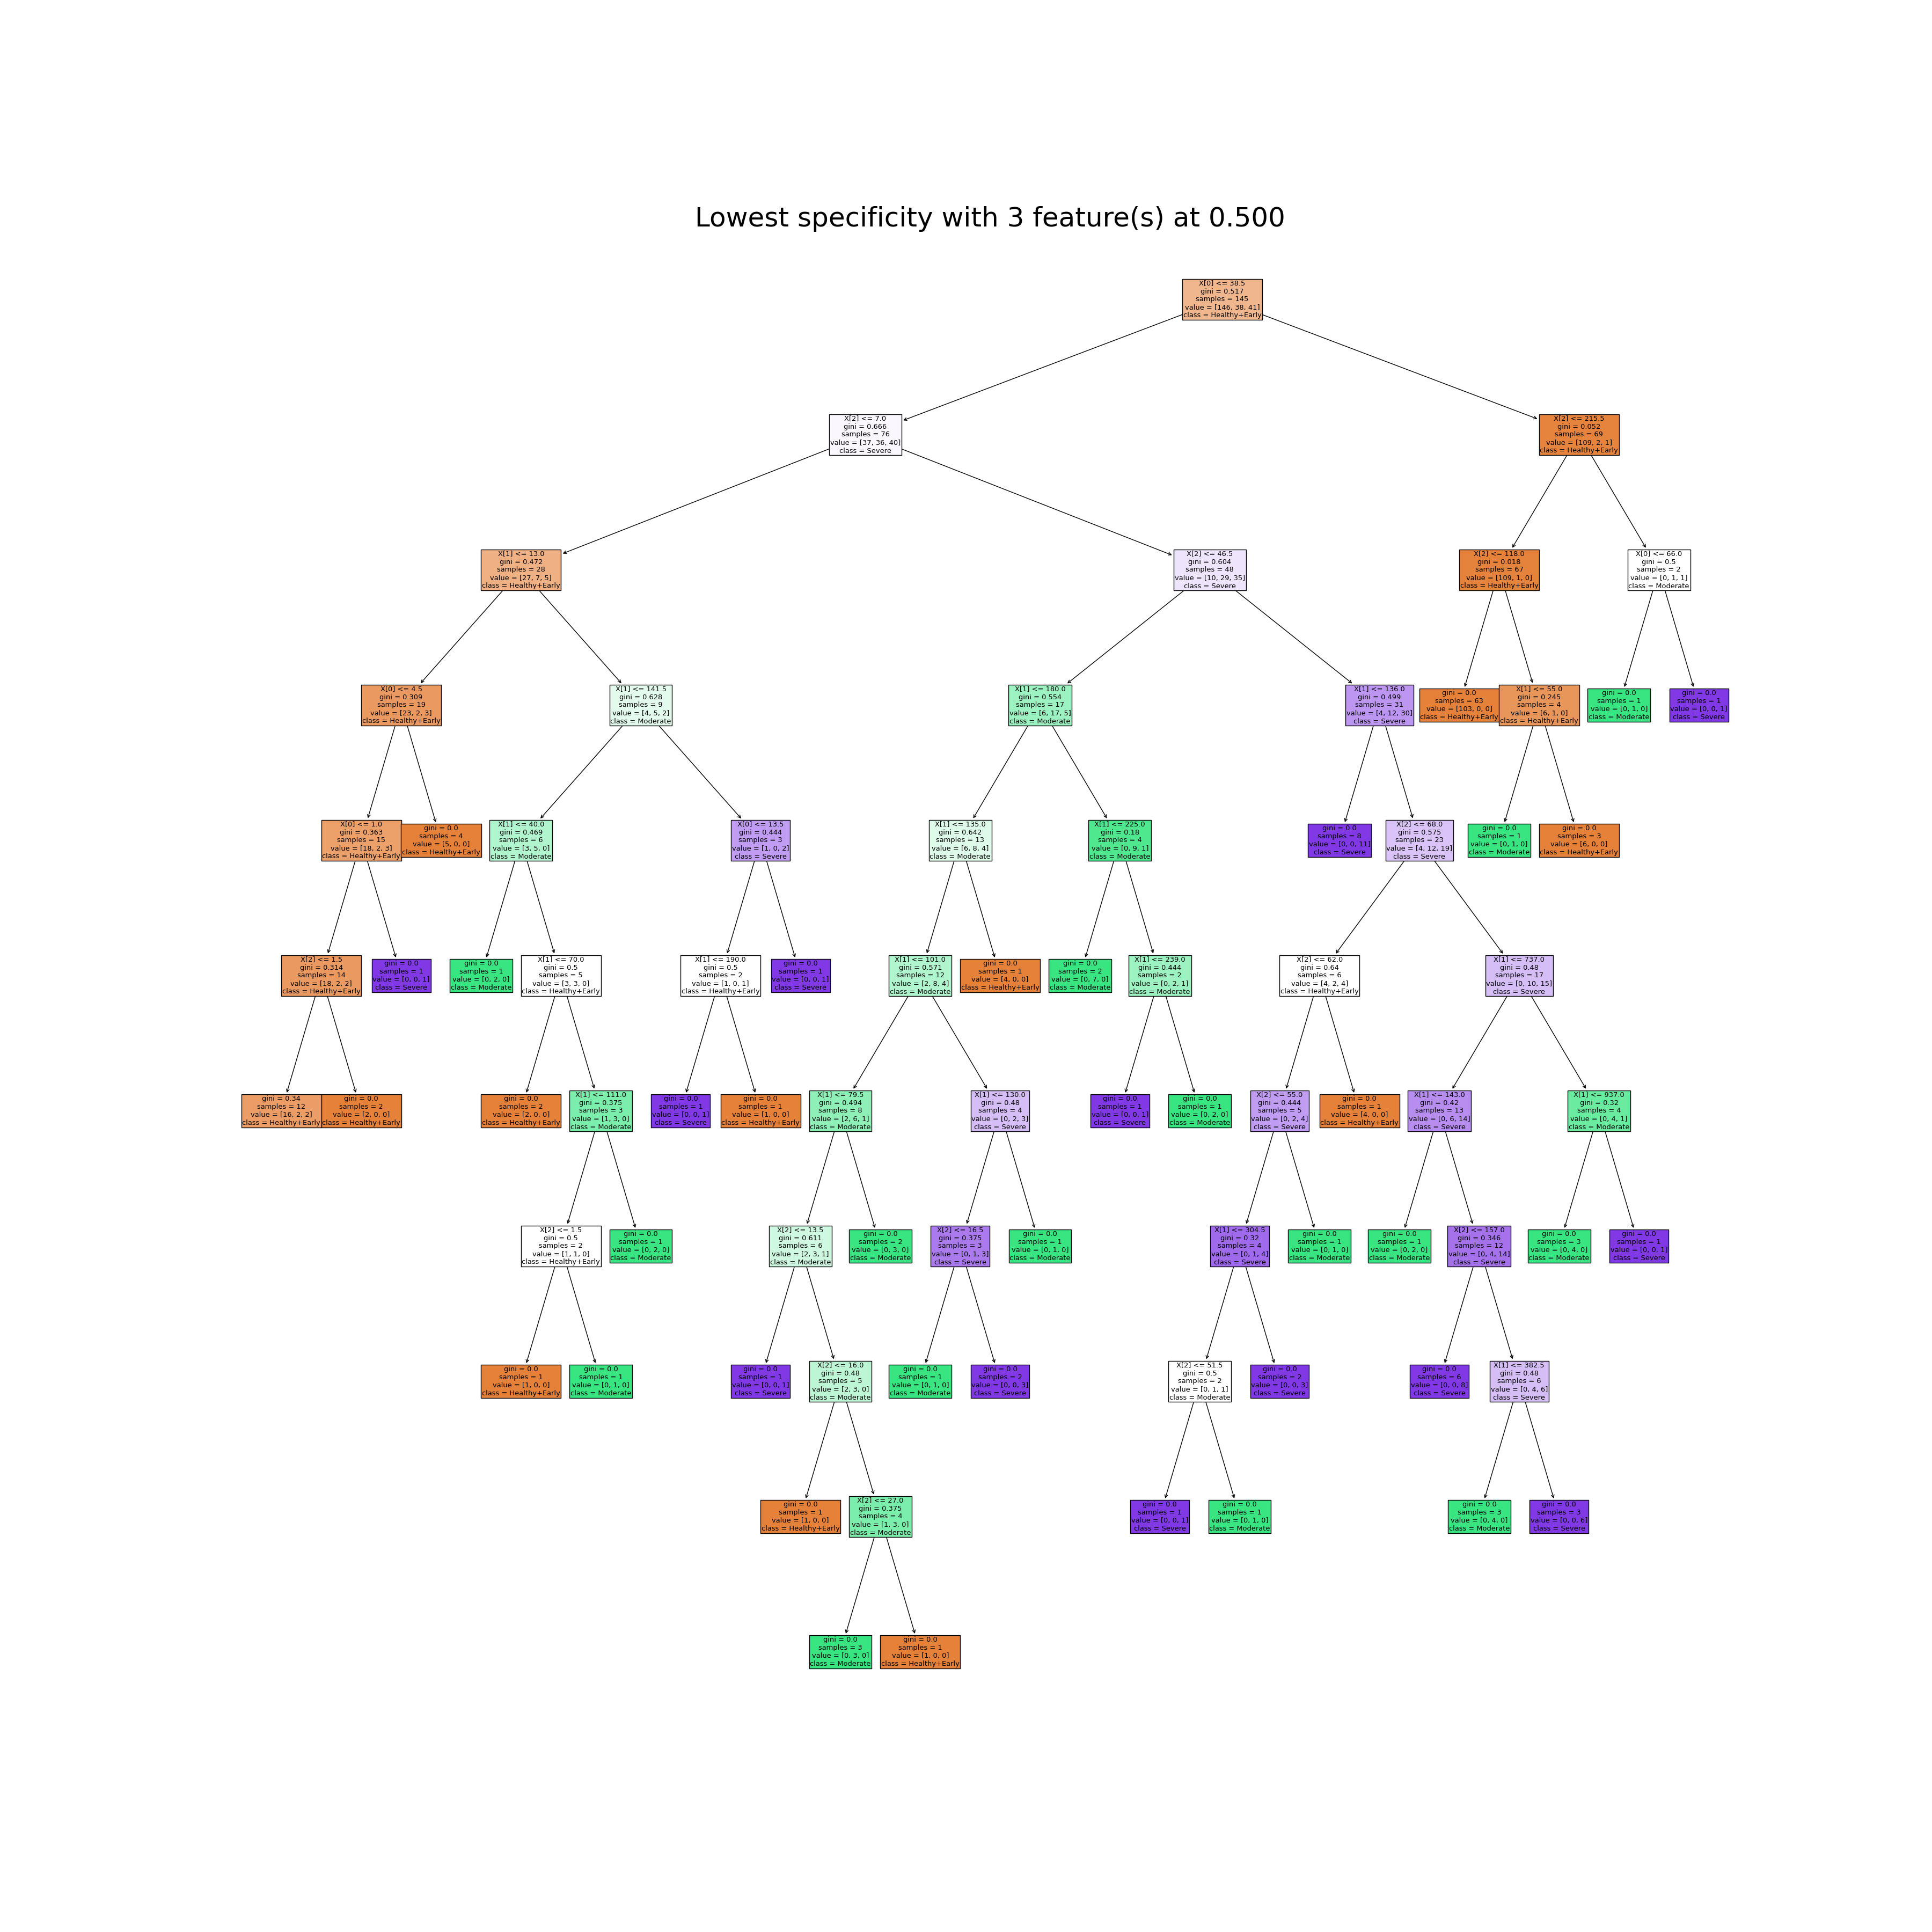 Lowest specificity with 3 feature(s) at 0.500
X[0] <= 38.5
gini = 0.517
samples = 145
value = [146, 38, 41]
class = Healthy+Early
X[2] <= 7.0
gini = 0.666
samples = 76
value = [37, 36, 40]
class = Severe
X[2] <= 215.5
gini = 0.052
samples = 69
value = [109, 2, 1]
class = Healthy+Early
X[1] <= 13.0
gini = 0.472
samples = 28
value = [27, 7, 5]
class = Healthy+Early
X[2] <= 46.5
gini = 0.604
samples = 48
value = [10, 29, 35]
class = Severe
X[2] <= 118.0
gini = 0.018
samples = 67
value = [109, 1, 0]
class = Healthy+Early
X[0] <= 66.0
gini = 0.5
samples = 2
value = [0, 1, 1]
class = Moderate
X[0] <= 4.5
gini = 0.309
samples = 19
value = [23, 2, 3]
class = Healthy+Early
X[1] <= 141.5
gini = 0.628
samples = 9
value = [4, 5, 2]
class = Moderate
X[1] <= 180.0
gini = 0.554
samples = 17
value = [6, 17, 5]
class = Moderate
X[1] <= 136.0
gini = 0.499
samples = 31
value = [4, 12, 30]
class = Severe
gini = 0.0
samples = 63
value = [103, 0, 0]
class = Healthy+Early
X[1] <= 55.0
gini = 0.245
samples = 4
value = [6, 1, 0]
class = Healthy+Early
gini = 0.0
samples = 1
value = [0, 1, 0]
class = Moderate
gini = 0.0
samples = 1
value = [0, 0, 1]
class = Severe
X[0] <= 1.0
gini = 0.363
samples = 15
value = [18, 2, 3]
class = Healthy+Early
gini = 0.0
samples = 4
value = [5, 0, 0]
class = Healthy+Early
X[1] <= 40.0
gini = 0.469
samples = 6
value = [3, 5, 0]
class = Moderate
X[0] <= 13.5
gini = 0.444
samples = 3
value = [1, 0, 2]
class = Severe
X[1] <= 135.0
gini = 0.642
samples = 13
value = [6, 8, 4]
class = Moderate
X[1] <= 225.0
gini = 0.18
samples = 4
value = [0, 9, 1]
class = Moderate
gini = 0.0
samples = 8
value = [0, 0, 11]
class = Severe
X[2] <= 68.0
gini = 0.575
samples = 23
value = [4, 12, 19]
class = Severe
gini = 0.0
samples = 1
value = [0, 1, 0]
class = Moderate
gini = 0.0
samples = 3
value = [6, 0, 0]
class = Healthy+Early
X[2] <= 1.5
gini = 0.314
samples = 14
value = [18, 2, 2]
class = Healthy+Early
gini = 0.0
samples = 1
value = [0, 0, 1]
class = Severe
gini = 0.0
samples = 1
value = [0, 2, 0]
class = Moderate
X[1] <= 70.0
gini = 0.5
samples = 5
value = [3, 3, 0]
class = Healthy+Early
X[1] <= 190.0
gini = 0.5
samples = 2
value = [1, 0, 1]
class = Healthy+Early
gini = 0.0
samples = 1
value = [0, 0, 1]
class = Severe
X[1] <= 101.0
gini = 0.571
samples = 12
value = [2, 8, 4]
class = Moderate
gini = 0.0
samples = 1
value = [4, 0, 0]
class = Healthy+Early
gini = 0.0
samples = 2
value = [0, 7, 0]
class = Moderate
X[1] <= 239.0
gini = 0.444
samples = 2
value = [0, 2, 1]
class = Moderate
X[2] <= 62.0
gini = 0.64
samples = 6
value = [4, 2, 4]
class = Healthy+Early
X[1] <= 737.0
gini = 0.48
samples = 17
value = [0, 10, 15]
class = Severe
gini = 0.34
samples = 12
value = [16, 2, 2]
class = Healthy+Early
gini = 0.0
samples = 2
value = [2, 0, 0]
class = Healthy+Early
gini = 0.0
samples = 2
value = [2, 0, 0]
class = Healthy+Early
X[1] <= 111.0
gini = 0.375
samples = 3
value = [1, 3, 0]
class = Moderate
gini = 0.0
samples = 1
value = [0, 0, 1]
class = Severe
gini = 0.0
samples = 1
value = [1, 0, 0]
class = Healthy+Early
X[1] <= 79.5
gini = 0.494
samples = 8
value = [2, 6, 1]
class = Moderate
X[1] <= 130.0
gini = 0.48
samples = 4
value = [0, 2, 3]
class = Severe
gini = 0.0
samples = 1
value = [0, 0, 1]
class = Severe
gini = 0.0
samples = 1
value = [0, 2, 0]
class = Moderate
X[2] <= 55.0
gini = 0.444
samples = 5
value = [0, 2, 4]
class = Severe
gini = 0.0
samples = 1
value = [4, 0, 0]
class = Healthy+Early
X[1] <= 143.0
gini = 0.42
samples = 13
value = [0, 6, 14]
class = Severe
X[1] <= 937.0
gini = 0.32
samples = 4
value = [0, 4, 1]
class = Moderate
X[2] <= 1.5
gini = 0.5
samples = 2
value = [1, 1, 0]
class = Healthy+Early
gini = 0.0
samples = 1
value = [0, 2, 0]
class = Moderate
X[2] <= 13.5
gini = 0.611
samples = 6
value = [2, 3, 1]
class = Moderate
gini = 0.0
samples = 2
value = [0, 3, 0]
class = Moderate
X[2] <= 16.5
gini = 0.375
samples = 3
value = [0, 1, 3]
class = Severe
gini = 0.0
samples = 1
value = [0, 1, 0]
class = Moderate
X[1] <= 304.5
gini = 0.32
samples = 4
value = [0, 1, 4]
class = Severe
gini = 0.0
samples = 1
value = [0, 1, 0]
class = Moderate
gini = 0.0
samples = 1
value = [0, 2, 0]
class = Moderate
X[2] <= 157.0
gini = 0.346
samples = 12
value = [0, 4, 14]
class = Severe
gini = 0.0
samples = 3
value = [0, 4, 0]
class = Moderate
gini = 0.0
samples = 1
value = [0, 0, 1]
class = Severe
gini = 0.0
samples = 1
value = [1, 0, 0]
class = Healthy+Early
gini = 0.0
samples = 1
value = [0, 1, 0]
class = Moderate
gini = 0.0
samples = 1
value = [0, 0, 1]
class = Severe
X[2] <= 16.0
gini = 0.48
samples = 5
value = [2, 3, 0]
class = Moderate
gini = 0.0
samples = 1
value = [0, 1, 0]
class = Moderate
gini = 0.0
samples = 2
value = [0, 0, 3]
class = Severe
X[2] <= 51.5
gini = 0.5
samples = 2
value = [0, 1, 1]
class = Moderate
gini = 0.0
samples = 2
value = [0, 0, 3]
class = Severe
gini = 0.0
samples = 6
value = [0, 0, 8]
class = Severe
X[1] <= 382.5
gini = 0.48
samples = 6
value = [0, 4, 6]
class = Severe
gini = 0.0
samples = 1
value = [1, 0, 0]
class = Healthy+Early
X[2] <= 27.0
gini = 0.375
samples = 4
value = [1, 3, 0]
class = Moderate
gini = 0.0
samples = 1
value = [0, 0, 1]
class = Severe
gini = 0.0
samples = 1
value = [0, 1, 0]
class = Moderate
gini = 0.0
samples = 3
value = [0, 4, 0]
class = Moderate
gini = 0.0
samples = 3
value = [0, 0, 6]
class = Severe
gini = 0.0
samples = 3
value = [0, 3, 0]
class = Moderate
gini = 0.0
samples = 1
value = [1, 0, 0]
class = Healthy+Early